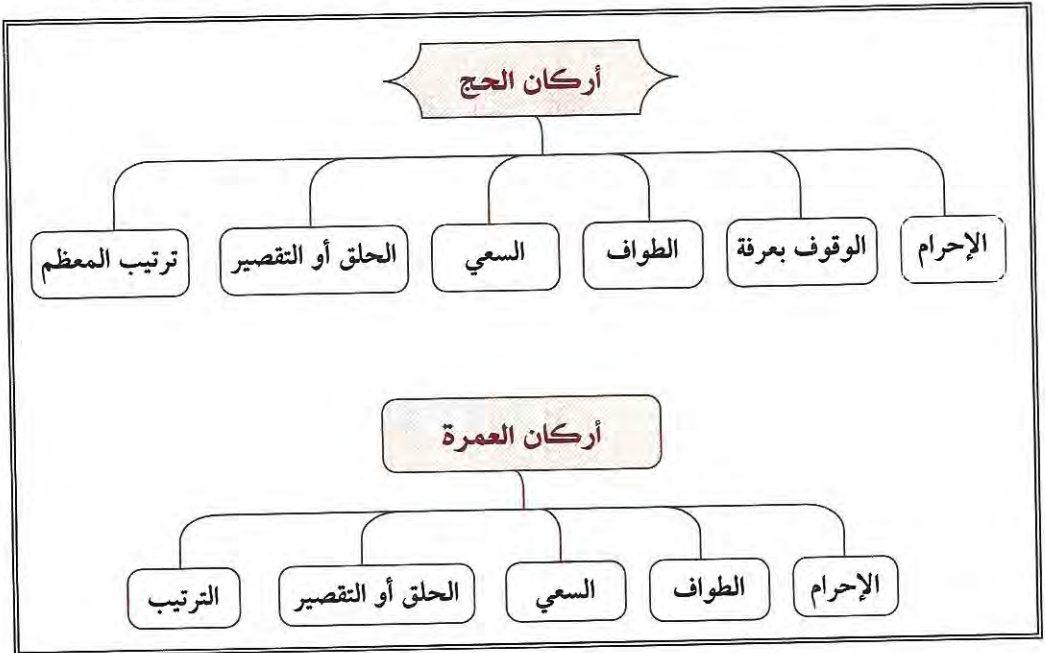 أركان الحج
الإحرام
الوقوف بعرفة
الطواف
السعي
الحلق أو التقصير
ترتيب المعظم
أركان العمرة
الإحرام
الطواف
السعي
الحلق أو التقصير
الترتيب